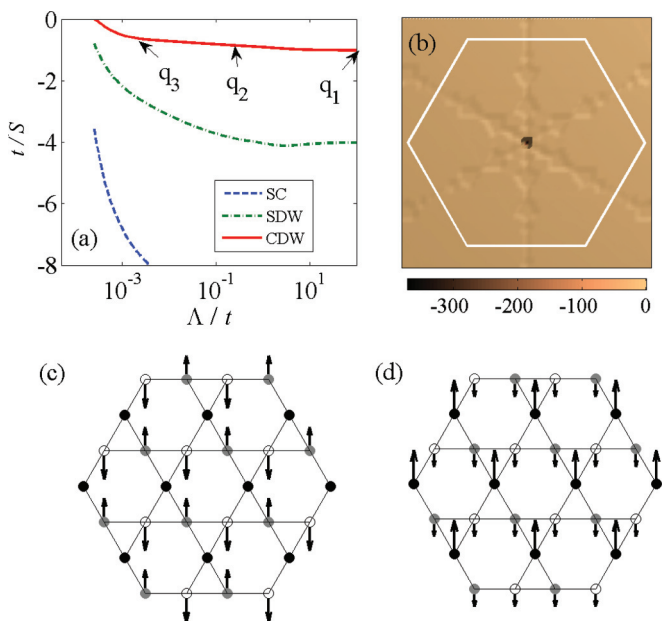 0
-2
-4
-6
-8
t/S
q3
q2
q1
SC
SDW
CDW
(a)
10^-3
10^-1
10^1
Λ/t
(b)
-300
-200
-100
0
(c)
(d)